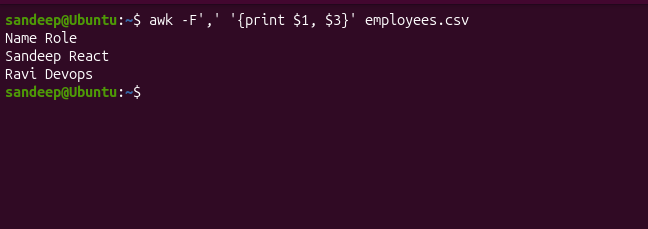 sandeep@Ubuntu:~$ awk -F',' '{print $1, $3}' employees.csv
Name Role
Sandeep React
Ravi Devops
sandeep@Ubuntu:~$